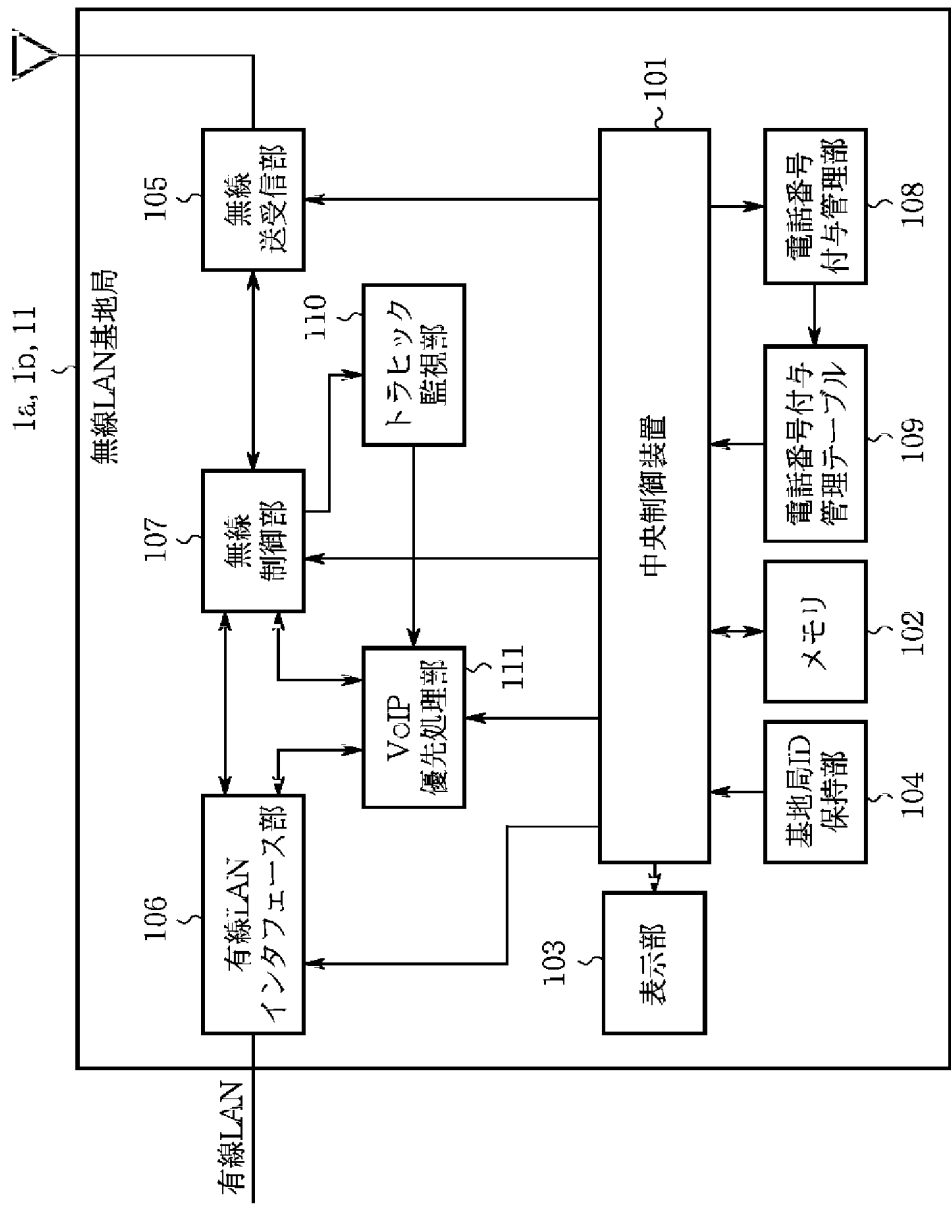 1a, 1b, 11
無線LAN基地局
有線LAN
106
有線LAN
インタフェース部
107
無線
制御部
105
無線
送受信部
110
トラヒック
監視部
VoIP
優先処理部
111
103
表示部
中央制御装置
101
基地局ID
保持部
104
メモリ
102
電話番号付与
管理テーブル
109
電話番号
付与管理部
108